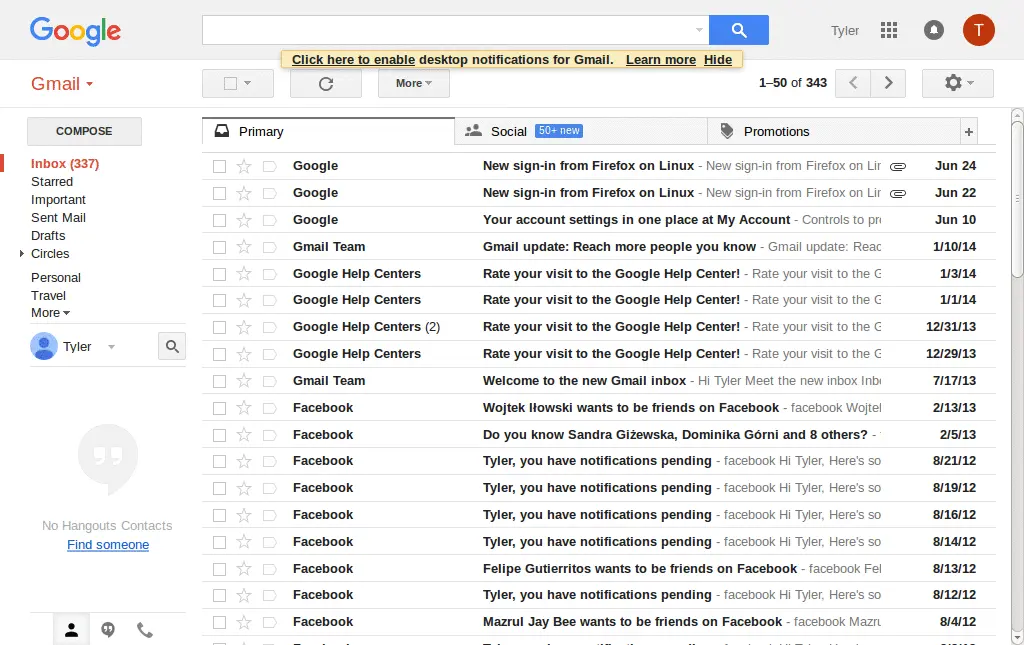 Google
Tyler
T
Click here to enable desktop notifications for Gmail. Learn more Hide
Gmail
More
1–50 of 343
COMPOSE
Inbox (337)
Starred
Important
Sent Mail
Drafts
Circles
Personal
Travel
More
Tyler
No Hangouts Contacts
Find someone
Primary
Social 50+ new
Promotions
+
Google New sign-in from Firefox on Linux - New sign-in from Firefox on Lin Jun 24
Google New sign-in from Firefox on Linux - New sign-in from Firefox on Lin Jun 22
Google Your account settings in one place at My Account - Controls to pro Jun 10
Gmail Team Gmail update: Reach more people you know - Gmail update: Reac 1/10/14
Google Help Centers Rate your visit to the Google Help Center! - Rate your visit to the G 1/3/14
Google Help Centers Rate your visit to the Google Help Center! - Rate your visit to the G 1/1/14
Google Help Centers (2) Rate your visit to the Google Help Center! - Rate your visit to the G 12/31/13
Google Help Centers Rate your visit to the Google Help Center! - Rate your visit to the G 12/29/13
Gmail Team Welcome to the new Gmail inbox - Hi Tyler Meet the new inbox Inbo 7/17/13
Facebook Wojtek Iłowski wants to be friends on Facebook - facebook Wojtek 2/13/13
Facebook Do you know Sandra Giżewska, Dominika Górni and 8 others? - 2/5/13
Facebook Tyler, you have notifications pending - facebook Hi Tyler, Here's so 8/21/12
Facebook Tyler, you have notifications pending - facebook Hi Tyler, Here's so 8/19/12
Facebook Tyler, you have notifications pending - facebook Hi Tyler, Here's so 8/16/12
Facebook Tyler, you have notifications pending - facebook Hi Tyler, Here's so 8/14/12
Facebook Felipe Gutierritos wants to be friends on Facebook - facebook Fel 8/13/12
Facebook Tyler, you have notifications pending - facebook Hi Tyler, Here's so 8/12/12
Facebook Mazrul Jay Bee wants to be friends on Facebook - facebook Mazru 8/4/12